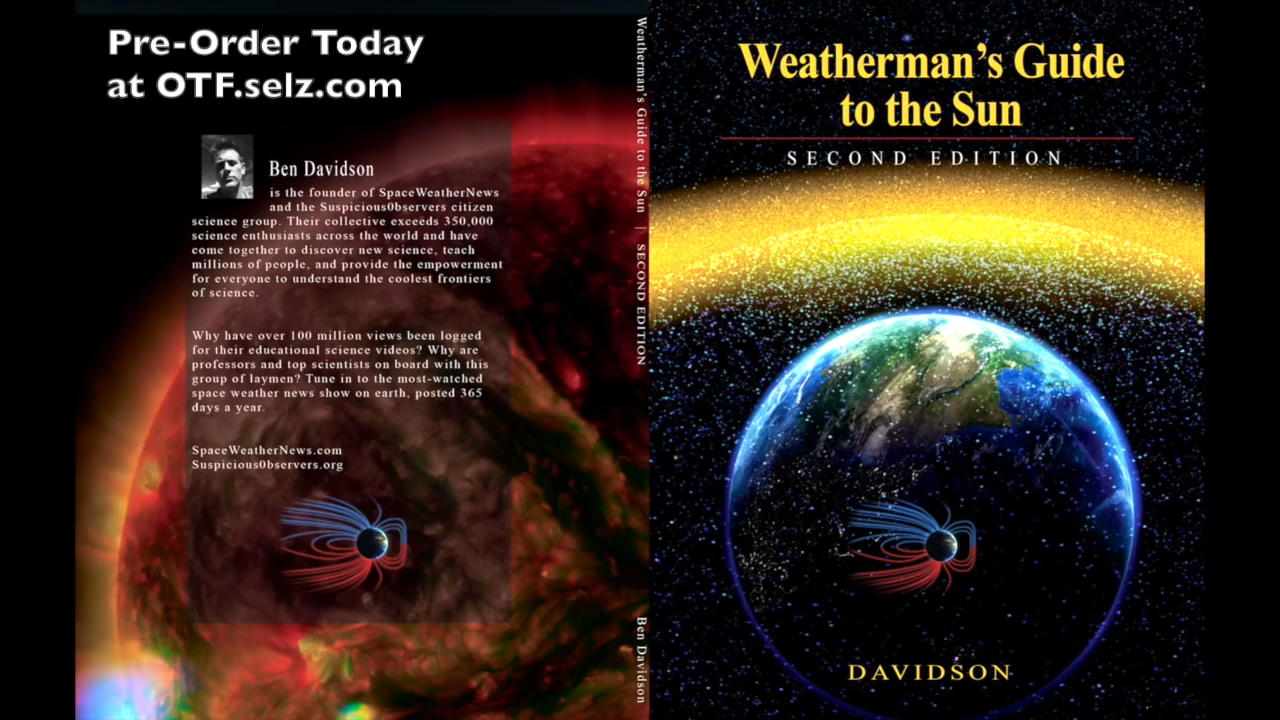 Pre-Order Today
at OTF.selz.com
Ben Davidson
is the founder of SpaceWeatherNews
and the Suspicious0bservers citizen
science group. Their collective exceeds 350,000
science enthusiasts across the world and have
come together to discover new science, teach
millions of people, and provide the empowerment
for everyone to understand the coolest frontiers
of science.
Why have over 100 million views been logged
for their educational science videos? Why are
professors and top scientists on board with this
group of laymen? Tune in to the most-watched
space weather news show on earth, posted 365
days a year.
SpaceWeatherNews.com
Suspicious0bservers.org
Weatherman's Guide to the Sun | SECOND EDITION
Ben Davidson
Weatherman's Guide
to the Sun
SECOND EDITION
DAVIDSON